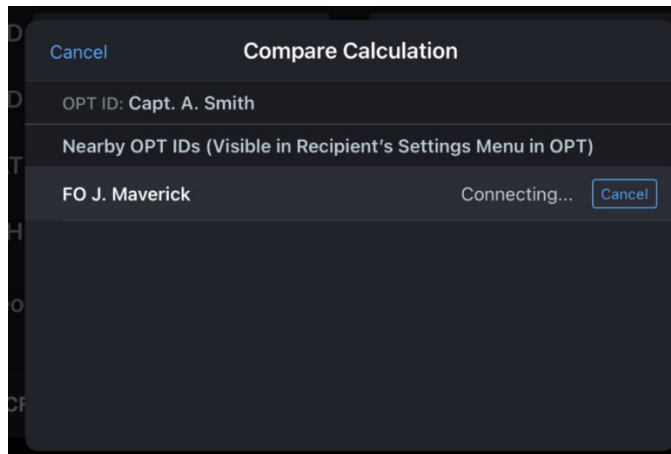 Cancel Compare Calculation
OPT ID: Capt. A. Smith
Nearby OPT IDs (Visible in Recipient's Settings Menu in OPT)
FO J. Maverick Connecting... Cancel